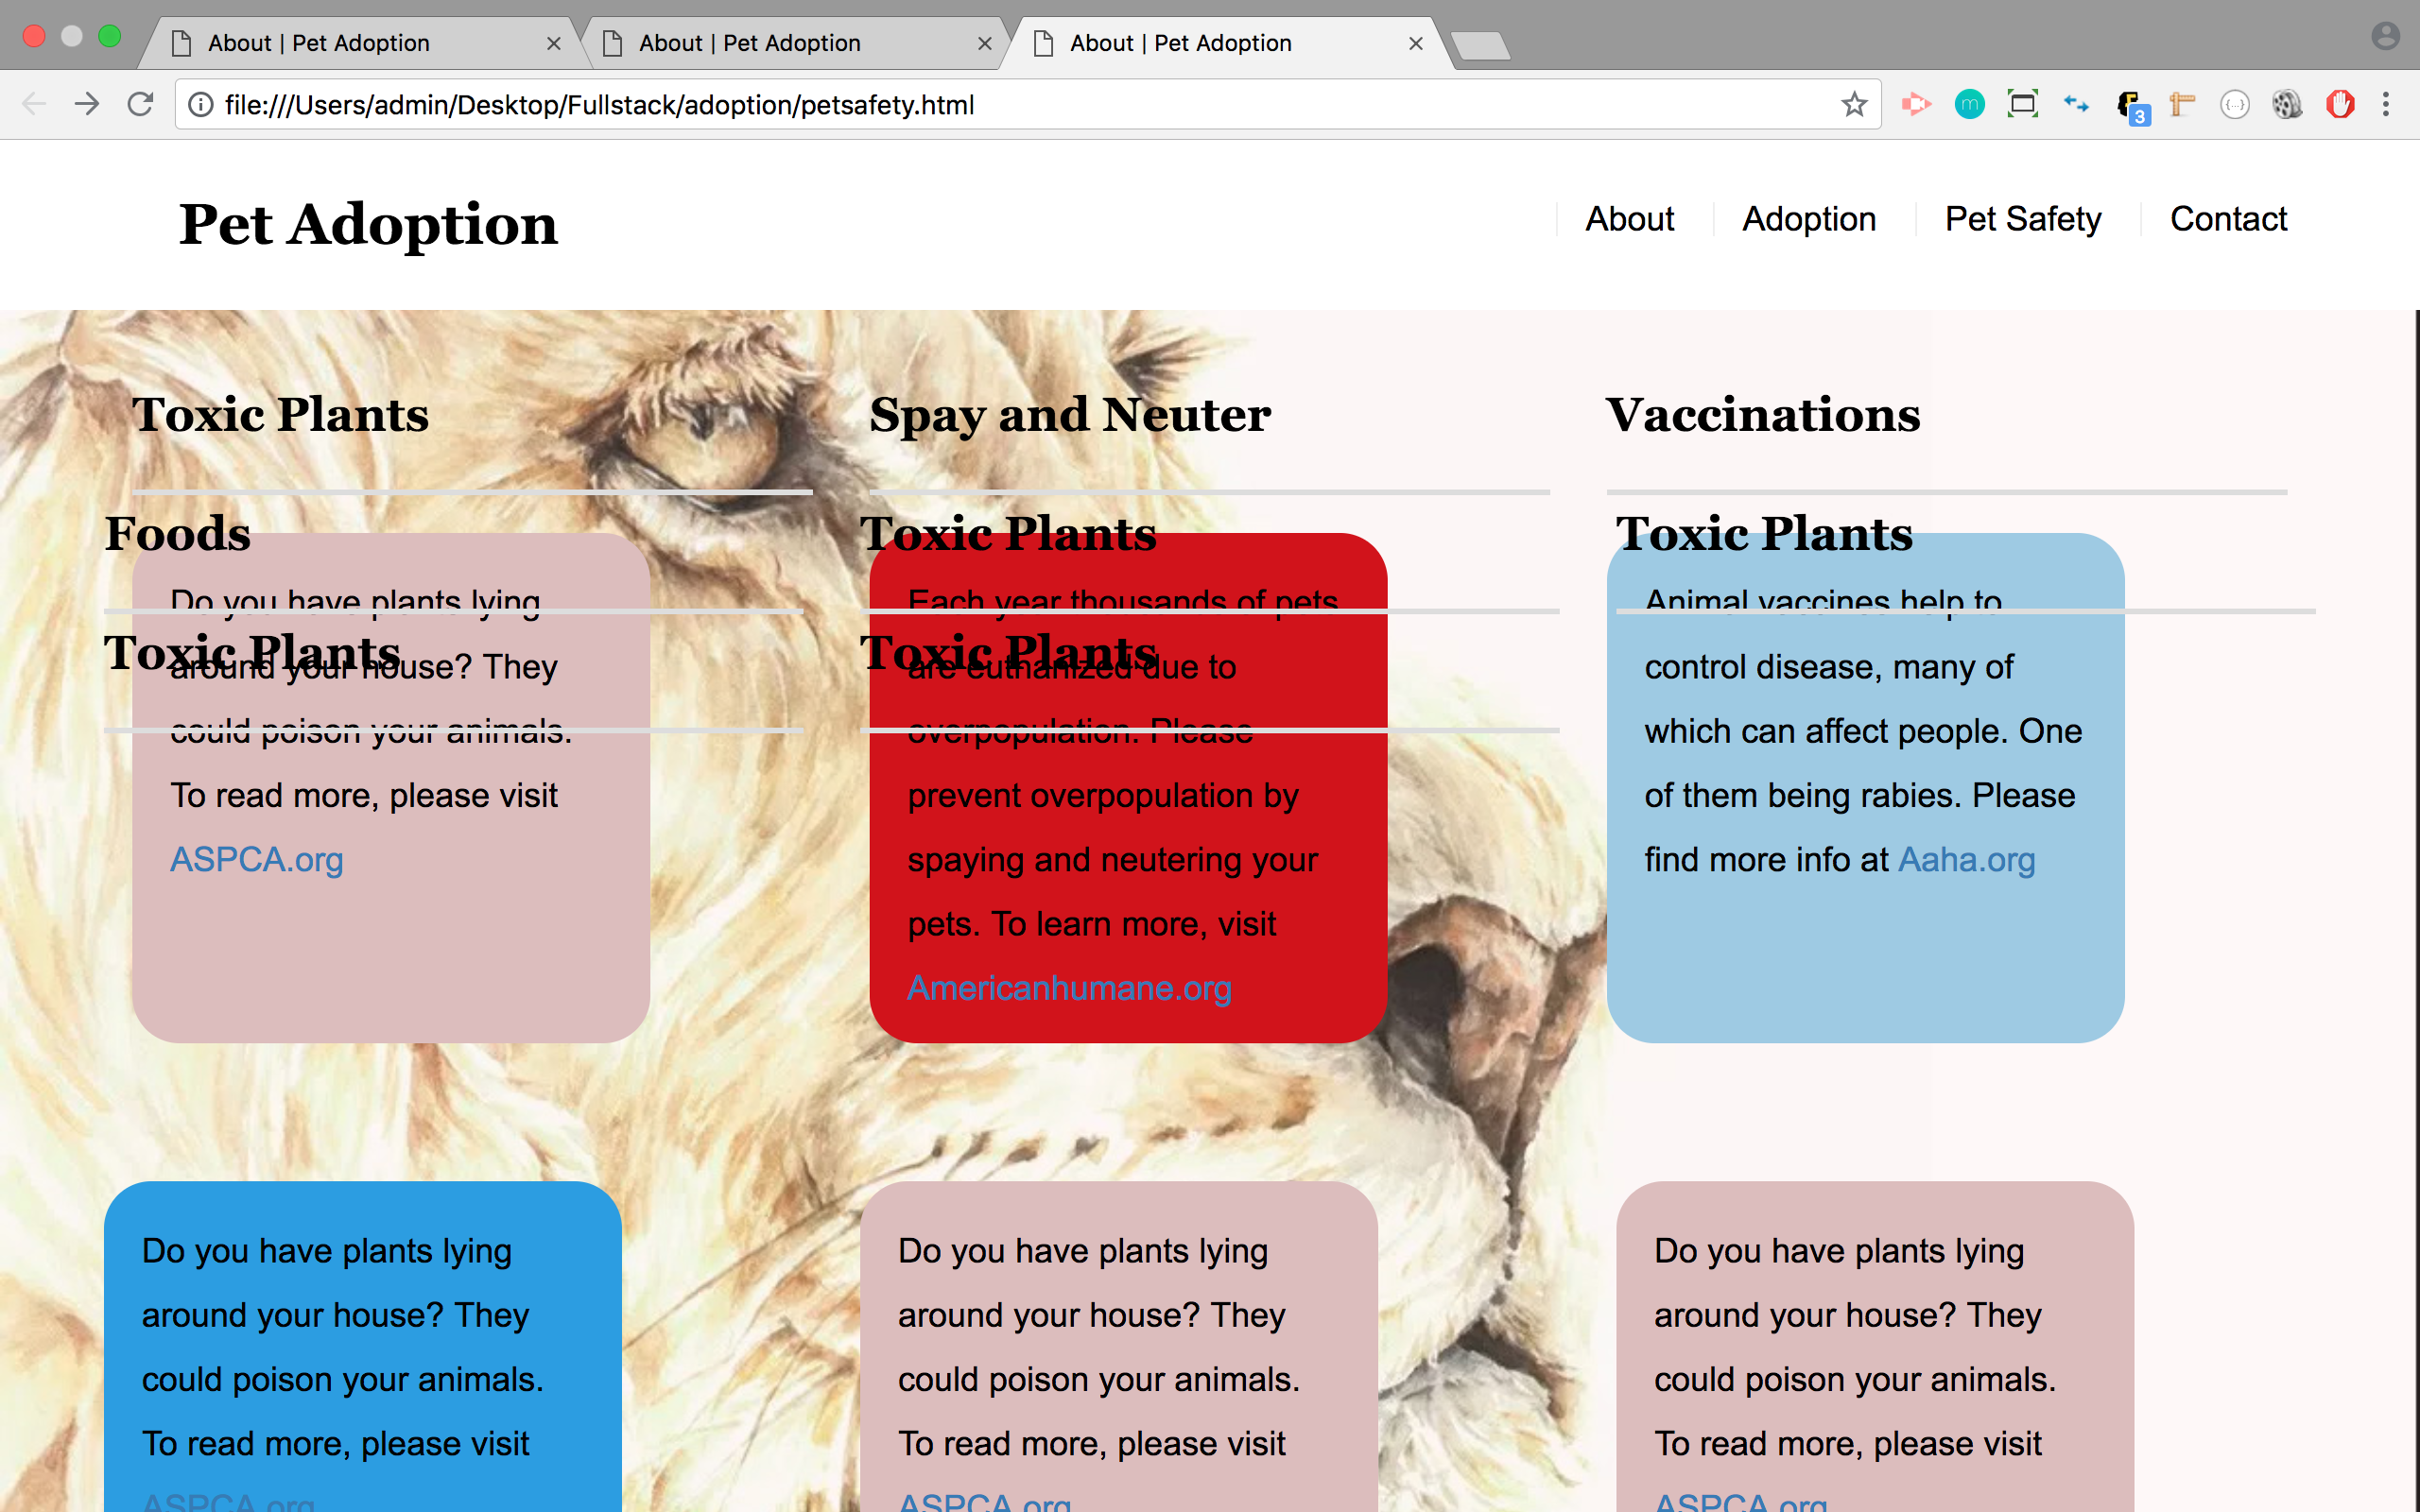 About | Pet Adoption
About | Pet Adoption
About | Pet Adoption
file:///Users/admin/Desktop/Fullstack/adoption/petsafety.html
m
3
{...}
Pet Adoption
About
Adoption
Pet Safety
Contact
Toxic Plants
Spay and Neuter
Vaccinations
Foods
Toxic Plants
Toxic Plants
Toxic Plants
Toxic Plants
Do you have plants lying
around your house? They
could poison your animals.
To read more, please visit
ASPCA.org
Each year thousands of pets
are euthanized due to
overpopulation. Please
prevent overpopulation by
spaying and neutering your
pets. To learn more, visit
Americanhumane.org
Animal vaccines help to
control disease, many of
which can affect people. One
of them being rabies. Please
find more info at Aaha.org
Do you have plants lying
around your house? They
could poison your animals.
To read more, please visit
ASPCA.org
Do you have plants lying
around your house? They
could poison your animals.
To read more, please visit
ASPCA.org
Do you have plants lying
around your house? They
could poison your animals.
To read more, please visit
ASPCA.org